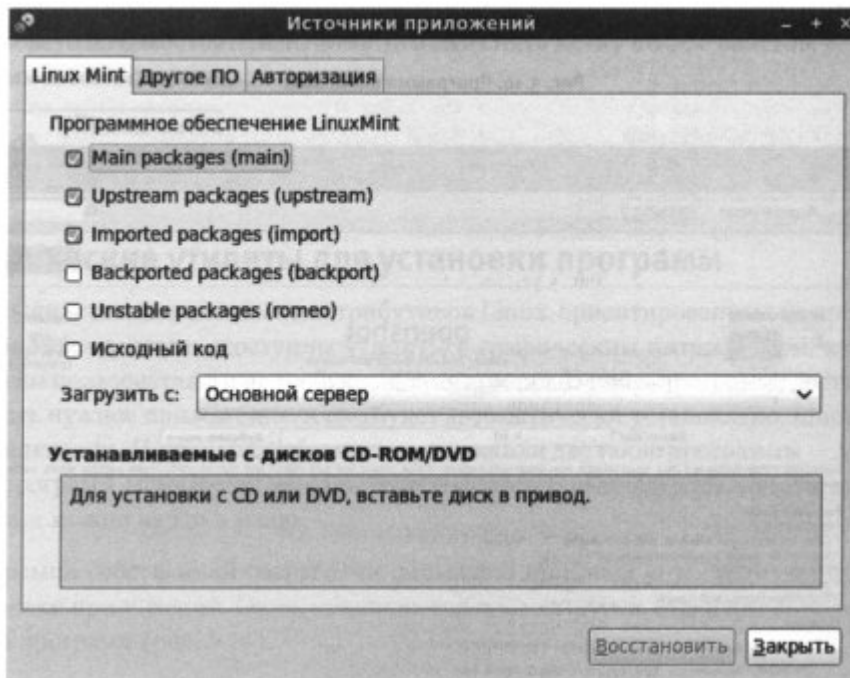 Источники приложений
Linux Mint Другое ПО Авторизация
Программное обеспечение LinuxMint
Main packages (main)
Upstream packages (upstream)
Imported packages (import)
Backported packages (backport)
Unstable packages (romeo)
Исходный код
Загрузить с: Основной сервер
Устанавливаемые с дисков CD-ROM/DVD
Для установки с CD или DVD, вставьте диск в привод.
Восстановить Закрыть